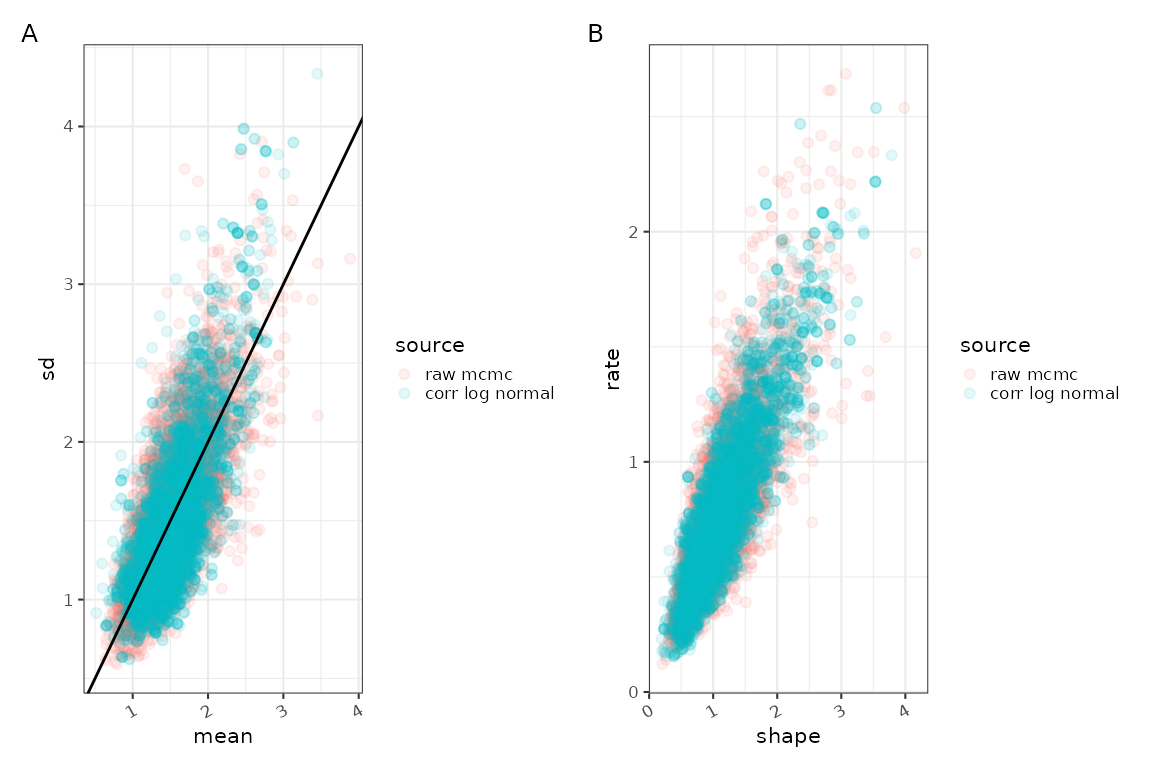 A
4
3
2
1
sd
1 2 3 4
mean
source
raw mcmc
corr log normal
B
2
1
0
rate
0 1 2 3 4
shape
source
raw mcmc
corr log normal